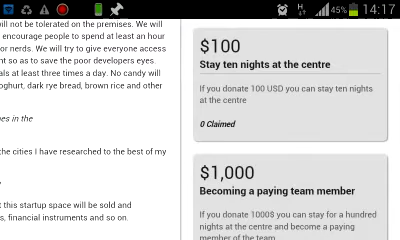 45% 14:17
will not be tolerated on the premises. We will
encourage people to spend at least an hour
or nerds. We will try to give everyone access
nt so as to save the poor developers eyes.
als at least three times a day. No candy will
oghurt, dark rye bread, brown rice and other
es in the
the cities I have researched to the best of my
t this startup space will be sold and
s, financial instruments and so on.
$100
Stay ten nights at the centre
If you donate 100 USD you can stay ten nights
at the centre
0 Claimed
$1,000
Becoming a paying team member
If you donate 1000$ you can stay for a hundred
nights at the centre and become a paying
member of the team